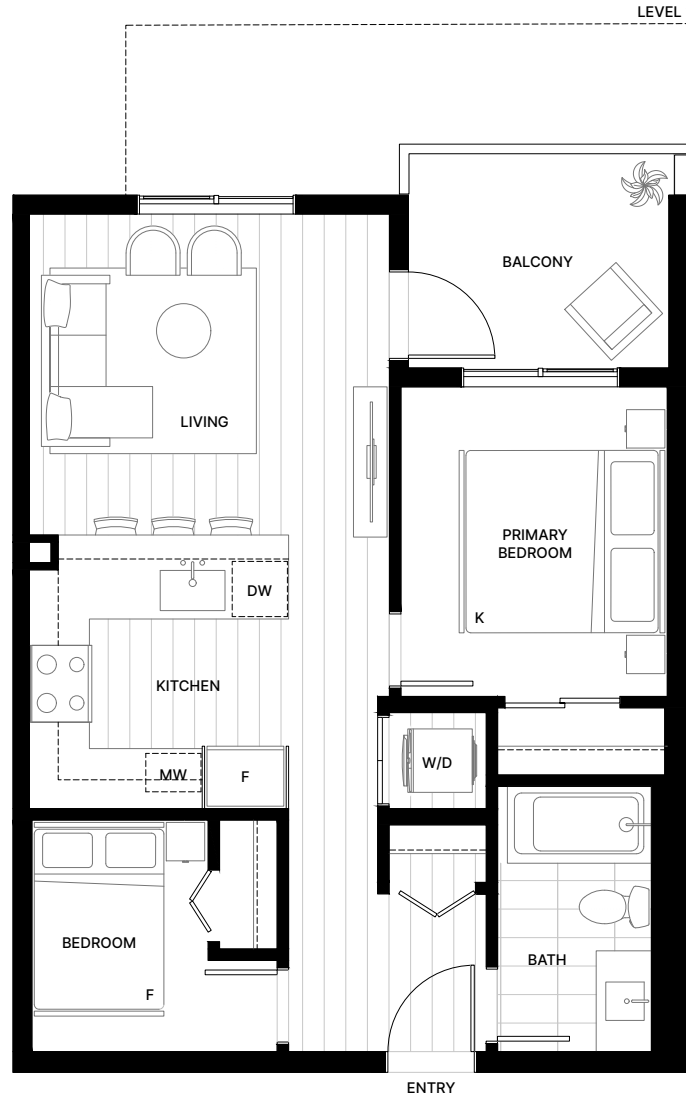 LEVEL
BALCONY
LIVING
PRIMARY
BEDROOM
DW
K
KITCHEN
W/D
MW
F
BEDROOM
F
BATH
ENTRY